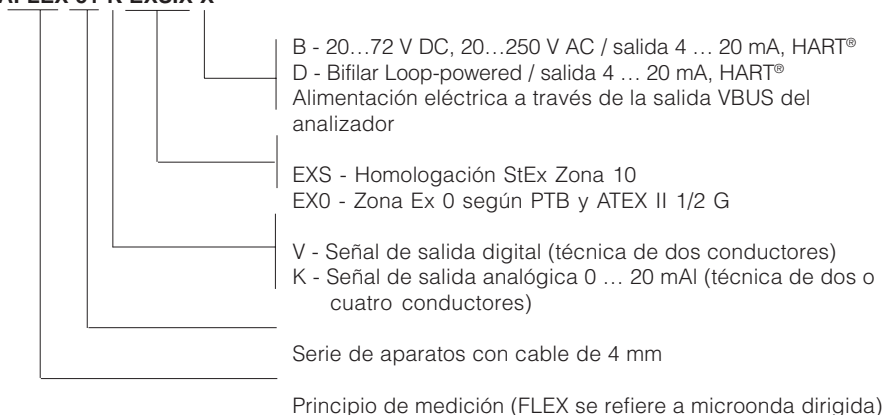 B - 20…72 V DC, 20…250 V AC / salida 4 … 20 mA, HART®
D - Bifilar Loop-powered / salida 4 … 20 mA, HART®
Alimentación eléctrica a través de la salida VBUS del
analizador
EXS - Homologación StEx Zona 10
EX0 - Zona Ex 0 según PTB y ATEX II 1/2 G
V - Señal de salida digital (técnica de dos conductores)
K - Señal de salida analógica 0 … 20 mAl (técnica de dos o
cuatro conductores)
Serie de aparatos con cable de 4 mm
Principio de medición (FLEX se refiere a microonda dirigida)